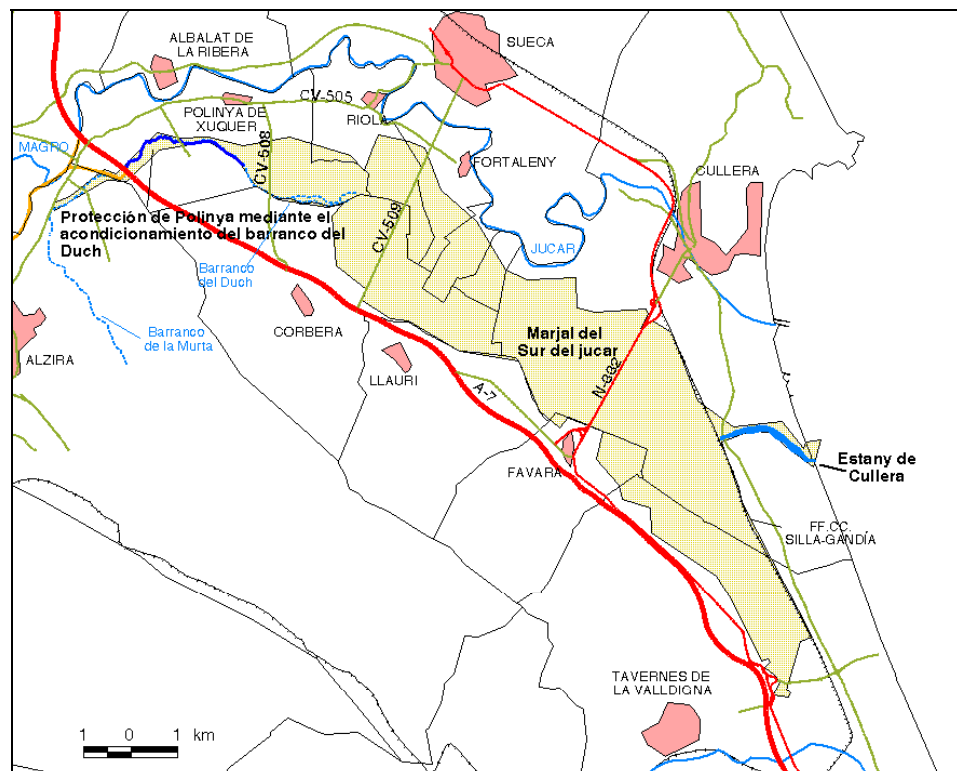 ALBALAT DE
LA RIBERA
SUECA
CV-505
POLINYA DE
XUQUER
RIOLA
MAGRO
CV-508
FORTALENY
CULLERA
Protección de Polinya mediante el
acondicionamiento del barranco del
Duch
CV-509
JUCAR
Barranco
del Duch
CORBERA
Barranco
de la Murta
Marjal del
Sur del jucar
ALZIRA
LLAURI
A-7
N-332
Estany de
Cullera
FAVARA
FF.CC.
SILLA-GANDÍA
TAVERNES DE
LA VALLDIGNA
1 0 1 km